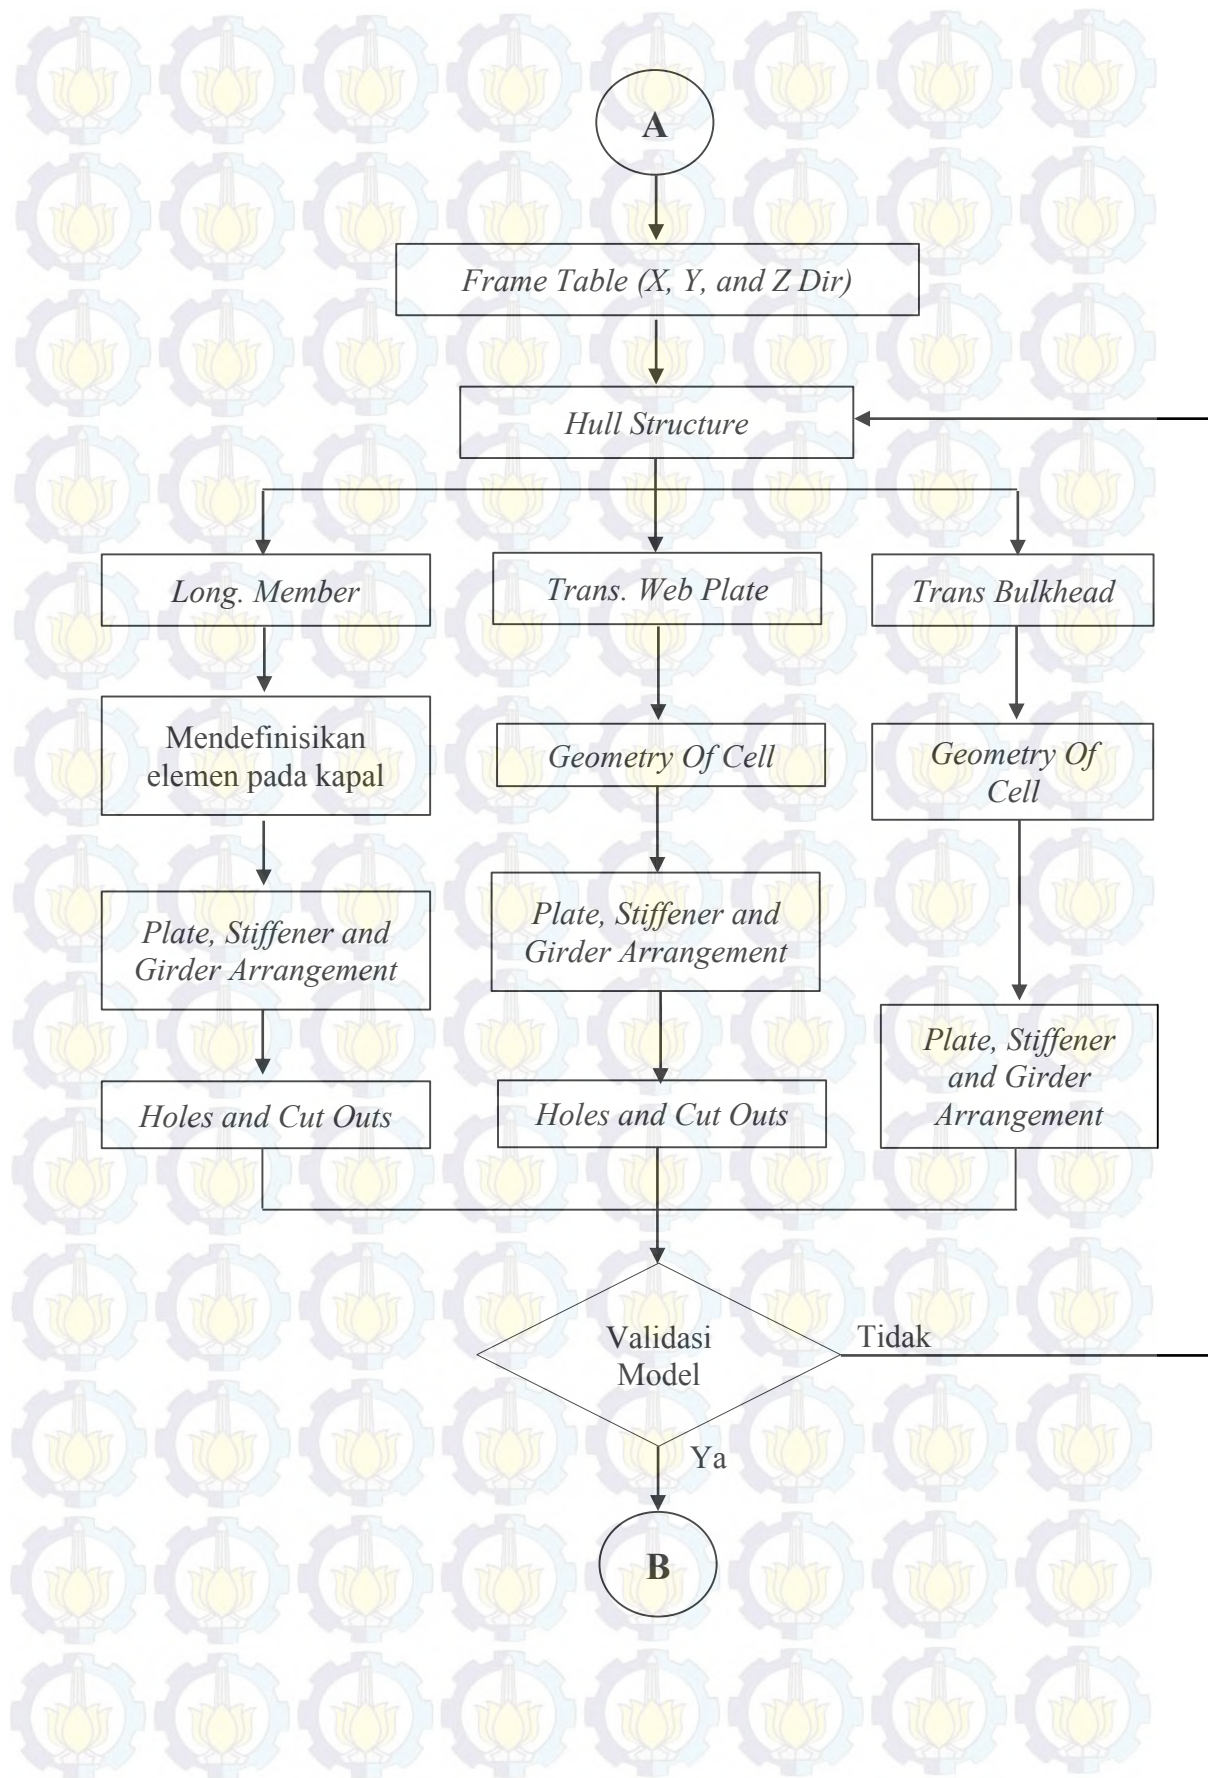 A
Frame Table (X, Y, and Z Dir)
Hull Structure
Long. Member
Trans. Web Plate
Trans Bulkhead
Mendefinisikan
elemen pada kapal
Geometry Of Cell
Geometry Of
Cell
Plate, Stiffener and
Girder Arrangement
Plate, Stiffener and
Girder Arrangement
Plate, Stiffener
and Girder
Arrangement
Holes and Cut Outs
Holes and Cut Outs
Validasi
Model
Tidak
Ya
B